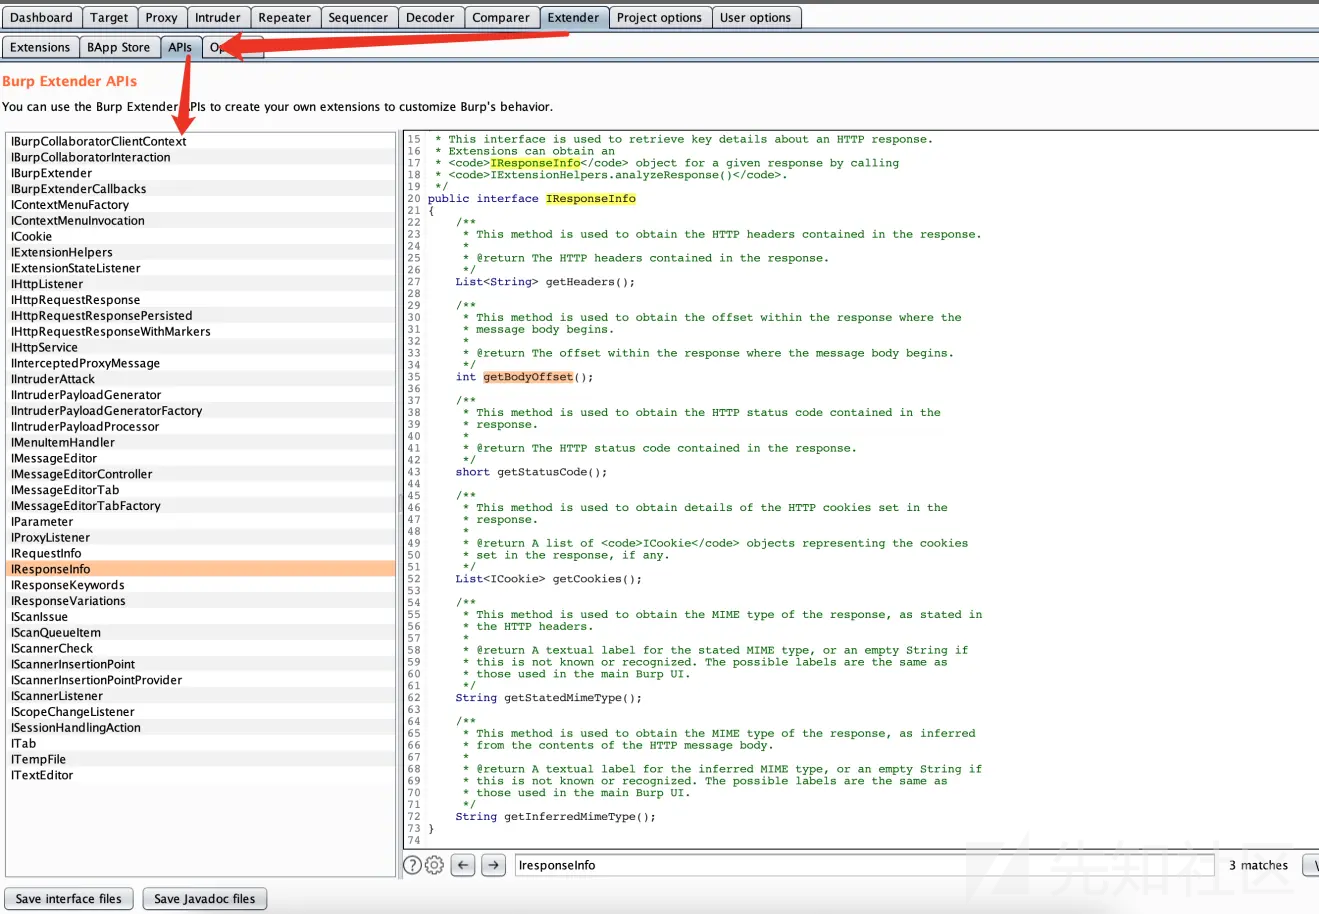 Dashboard Target Proxy Intruder Repeater Sequencer Decoder Comparer Extender Project options User options
Extensions BApp Store APIs
Burp Extender APIs
You can use the Burp Extender APIs to create your own extensions to customize Burp's behavior.
IBurpCollaboratorClientContext
IBurpCollaboratorInteraction
IBurpExtender
IBurpExtenderCallbacks
IContextMenuFactory
IContextMenuInvocation
ICookie
IExtensionHelpers
IExtensionStateListener
IHttpListener
IHttpRequestResponse
IHttpRequestResponsePersisted
IHttpRequestResponseWithMarkers
IHttpService
IInterceptedProxyMessage
IIntruderAttack
IIntruderPayloadGenerator
IIntruderPayloadGeneratorFactory
IIntruderPayloadProcessor
IMenuItemHandler
IMessageEditor
IMessageEditorController
IMessageEditorTab
IMessageEditorTabFactory
IParameter
IProxyListener
IRequestInfo
IResponseInfo
IResponseKeywords
IResponseVariations
IScanIssue
IScanQueueItem
IScannerCheck
IScannerInsertionPoint
IScannerInsertionPointProvider
IScannerListener
IScopeChangeListener
ISessionHandlingAction
ITab
ITempFile
ITextEditor
15 * This interface is used to retrieve key details about an HTTP response.
16 * Extensions can obtain an
17 * <code>IResponseInfo</code> object for a given response by calling
18 * <code>IExtensionHelpers.analyzeResponse()</code>.
19 */
20 public interface IResponseInfo
21 {
22 /**
23 * This method is used to obtain the HTTP headers contained in the response.
24 *
25 * @return The HTTP headers contained in the response.
26 */
27 List<String> getHeaders();
28
29 /**
30 * This method is used to obtain the offset within the response where the
31 * message body begins.
32 *
33 * @return The offset within the response where the message body begins.
34 */
35 int getBodyOffset();
36
37 /**
38 * This method is used to obtain the HTTP status code contained in the
39 * response.
40 *
41 * @return The HTTP status code contained in the response.
42 */
43 short getStatusCode();
44
45 /**
46 * This method is used to obtain details of the HTTP cookies set in the
47 * response.
48 *
49 * @return A list of <code>ICookie</code> objects representing the cookies
50 * set in the response, if any.
51 */
52 List<ICookie> getCookies();
53
54 /**
55 * This method is used to obtain the MIME type of the response, as stated in
56 * the HTTP headers.
57 *
58 * @return A textual label for the stated MIME type, or an empty String if
59 * this is not known or recognized. The possible labels are the same as
60 * those used in the main Burp UI.
61 */
62 String getStatedMimeType();
63
64 /**
65 * This method is used to obtain the MIME type of the response, as inferred
66 * from the contents of the HTTP message body.
67 *
68 * @return A textual label for the inferred MIME type, or an empty String if
69 * this is not known or recognized. The possible labels are the same as
70 * those used in the main Burp UI.
71 */
72 String getInferredMimeType();
73 }
74
? ← → IresponseInfo 3 matches
先知社区
Save interface files Save Javadoc files